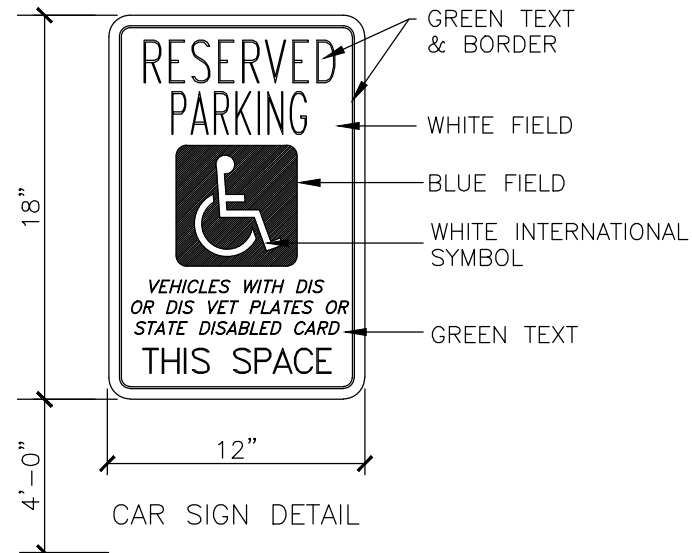 GREEN TEXT
& BORDER
RESERVED
PARKING
WHITE FIELD
BLUE FIELD
18"
WHITE INTERNATIONAL
SYMBOL
VEHICLES WITH DIS
OR DIS VET PLATES OR
STATE DISABLED CARD
GREEN TEXT
THIS SPACE
12"
4'-0"
CAR SIGN DETAIL